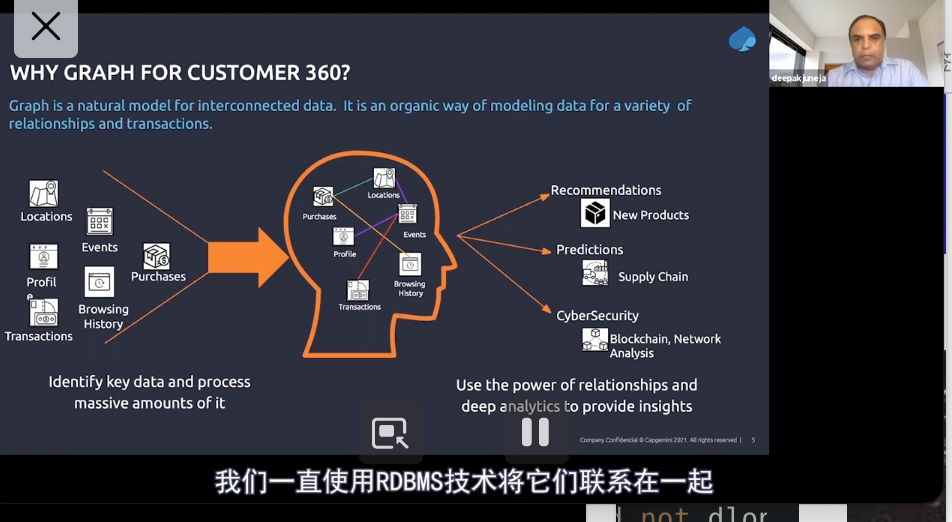 WHY GRAPH FOR CUSTOMER 360?
Graph is a natural model for interconnected data. It is an organic way of modeling data for a variety of
relationships and transactions.
deepakjuneja
Locations
Events
Profil
e
Browsing
History
Purchases
Transactions
Locations
Purchases
Events
Profile
Browsing
History
Transactions
Recommendations
New Products
Predictions
Supply Chain
CyberSecurity
Blockchain, Network
Analysis
Identify key data and process
massive amounts of it
Use the power of relationships and
deep analytics to provide insights
Company Confidential © Capgemini 2021. All rights reserved | 5
我们一直使用RDBMS技术将它们联系在一起
not